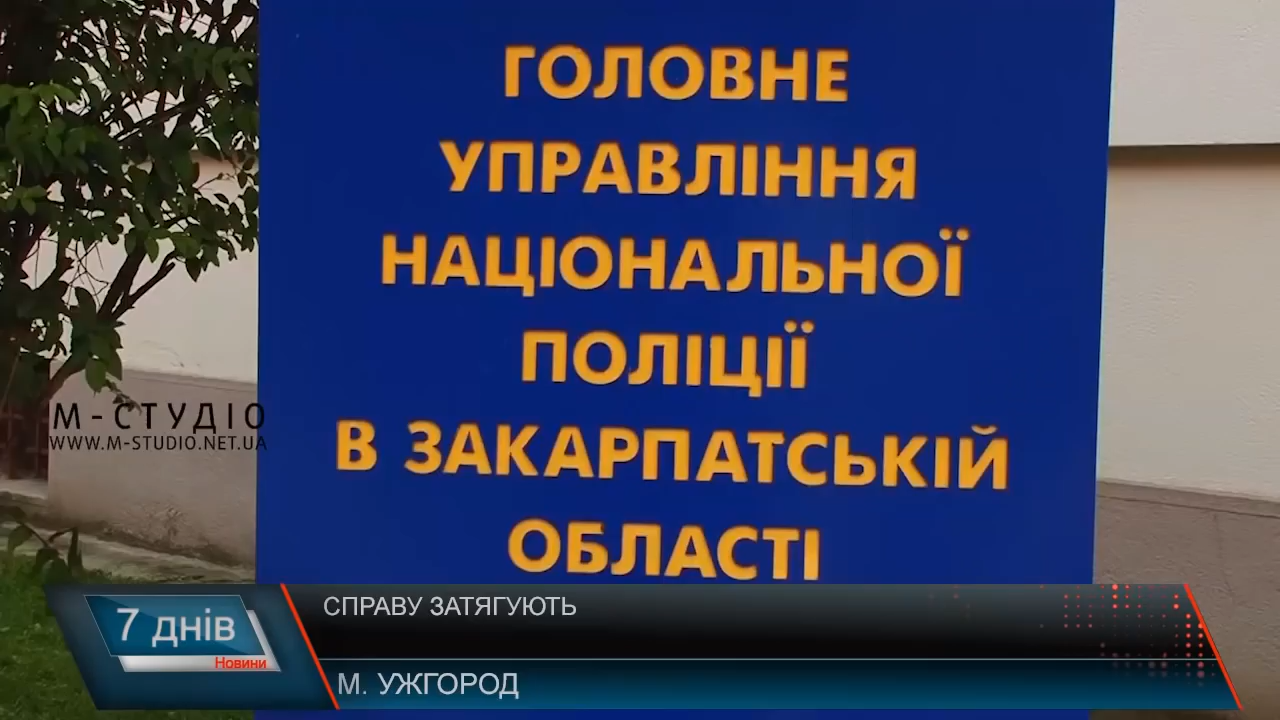 ГОЛОВНЕ
УПРАВЛІННЯ
НАЦІОНАЛЬНОЇ
ПОЛІЦІЇ
В ЗАКАРПАТСЬКІЙ
ОБЛАСТІ
М-СТУДІО
WWW.M-STUDIO.NET.UA
7 днів
Новини
СПРАВУ ЗАТЯГУЮТЬ
М. УЖГОРОД